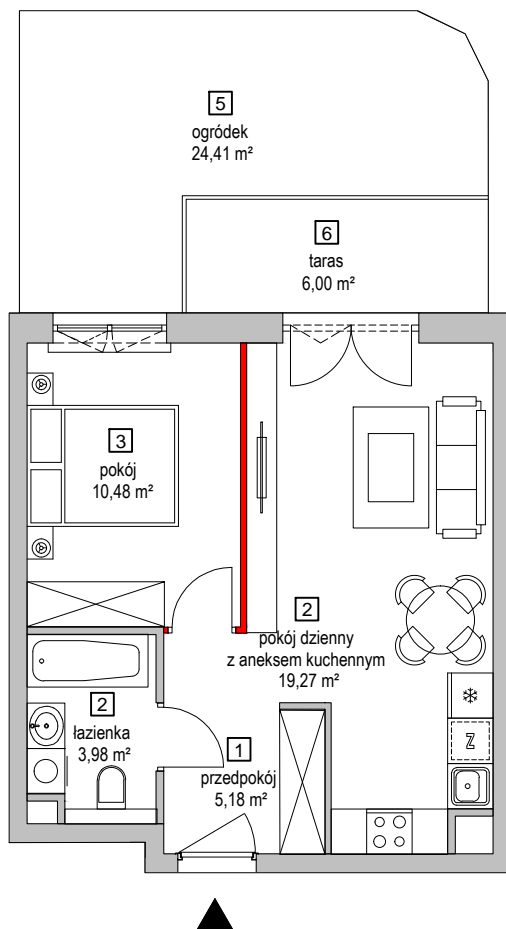 5
ogródek
24,41 m²
6
taras
6,00 m²
3
pokój
10,48 m²
2
pokój dzienny
z aneksem kuchennym
19,27 m²
2
łazienka
3,98 m²
1
przedpokój
5,18 m²
Z